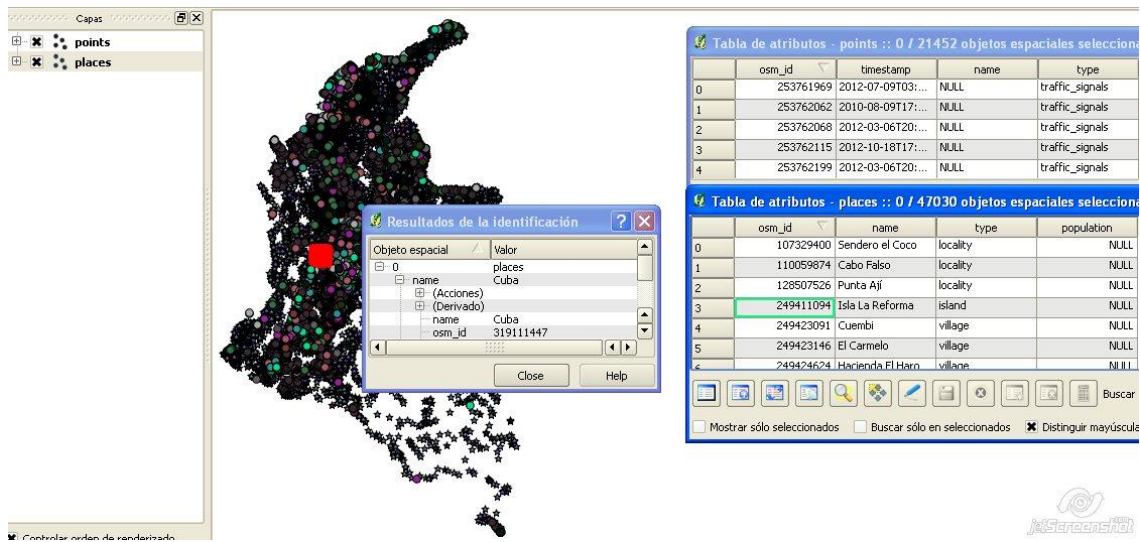 Capas
points
places
Controlar orden de renderizado
Resultados de la identificación
Objeto espacial Valor
0 places
name Cuba
(Acciones)
(Derivado)
name Cuba
osm_id 319111447
Close Help
Tabla de atributos - points :: 0 / 21452 objetos espaciales selecciona
osm_id timestamp name type
0 253761969 2012-07-09T03:... NULL traffic_signals
1 253762062 2010-08-09T17:... NULL traffic_signals
2 253762068 2012-03-06T20:... NULL traffic_signals
3 253762115 2012-10-18T17:... NULL traffic_signals
4 253762199 2012-03-06T20:... NULL traffic_signals
Tabla de atributos - places :: 0 / 47030 objetos espaciales selecciona
osm_id name type population
0 107329400 Sendero el Coco locality NULL
1 110059874 Cabo Falso locality NULL
2 128507526 Punta Ají locality NULL
3 249411094 Isla La Reforma island NULL
4 249423091 Cuembi village NULL
5 249423146 El Carmelo village NULL
6 249424624 Hacienda El Haro village NULL
Buscar
Mostrar sólo seleccionados Buscar sólo en seleccionados Distinguir mayúscula
jetScreenshot